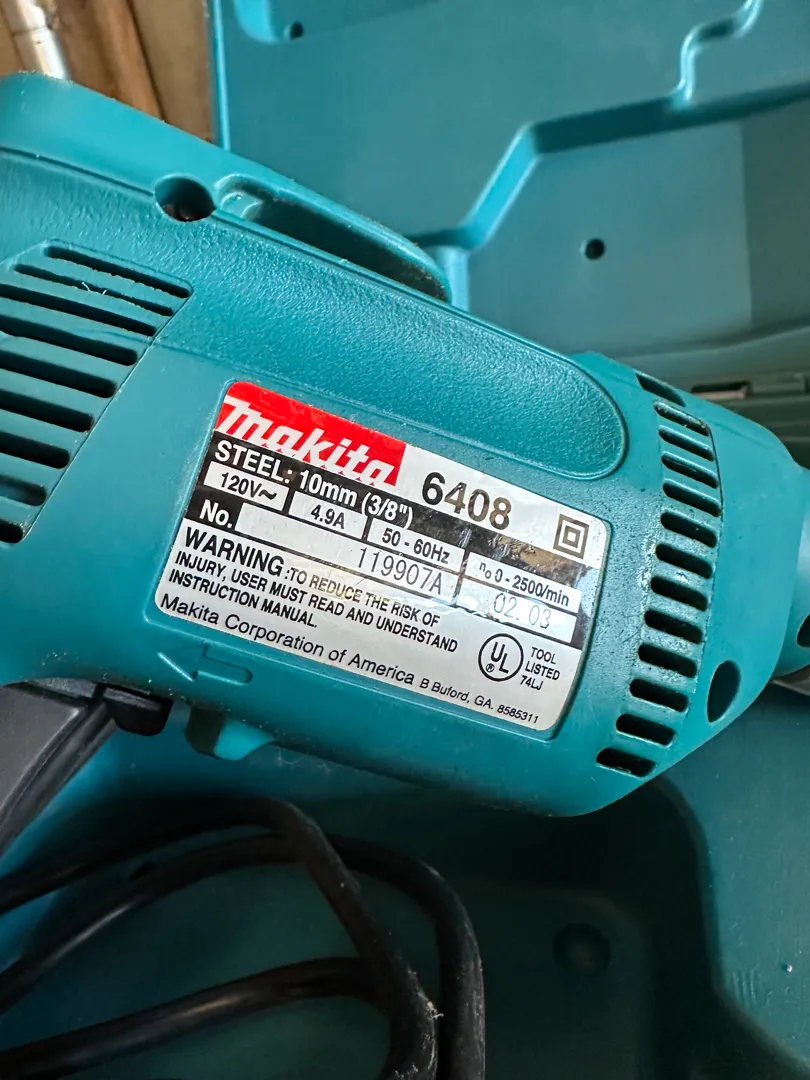 makita 6408
STEEL: 10mm (3/8")
120V~ 4.9A 50 - 60Hz n₀ 0 - 2500/min
No. 119907A 02. 03
WARNING :TO REDUCE THE RISK OF
INJURY, USER MUST READ AND UNDERSTAND
INSTRUCTION MANUAL.
Makita Corporation of America B Buford, GA. 8585311
UL ®
TOOL
LISTED
74LJ